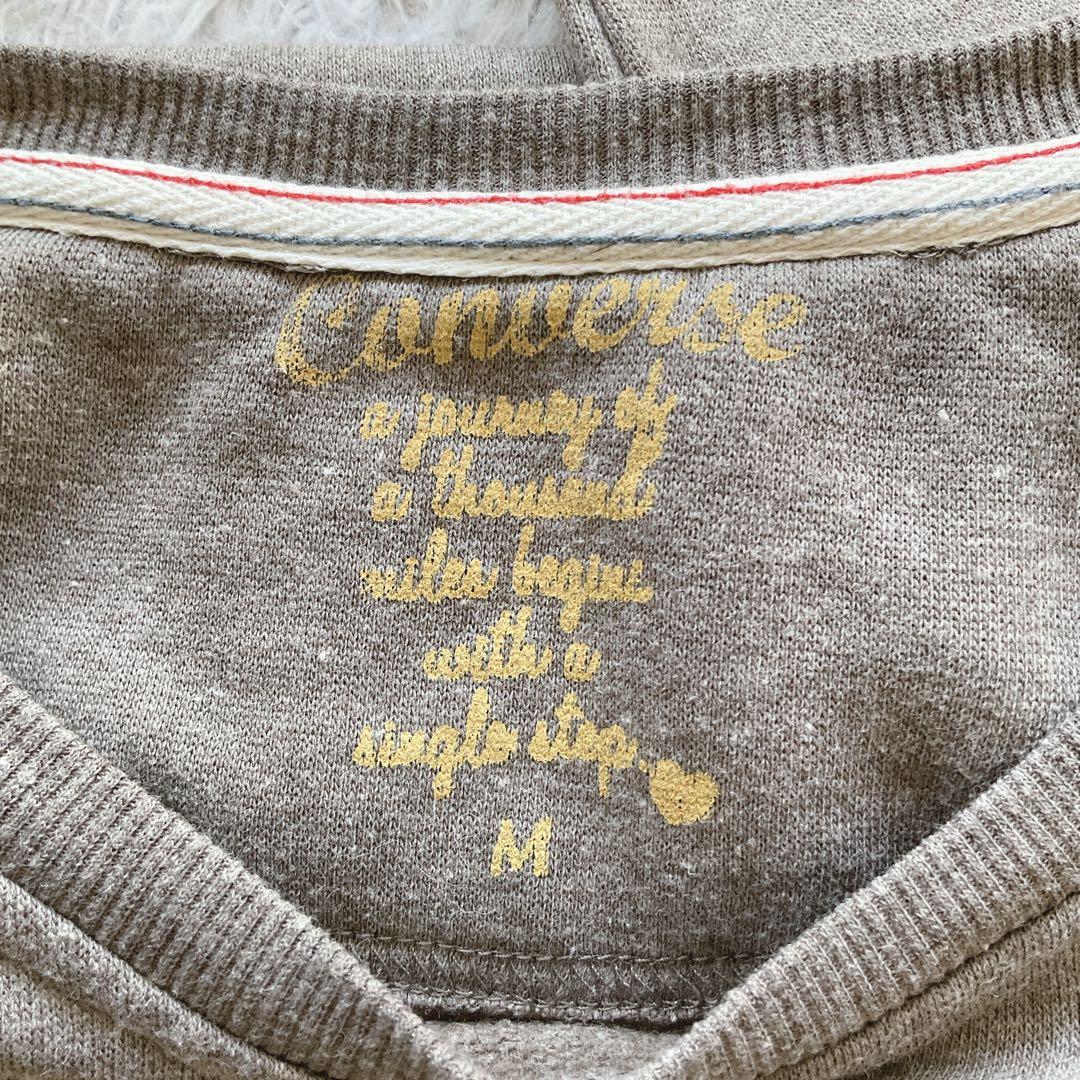 Converse
a journey of
a thousand
miles begins
with a
single step.
M